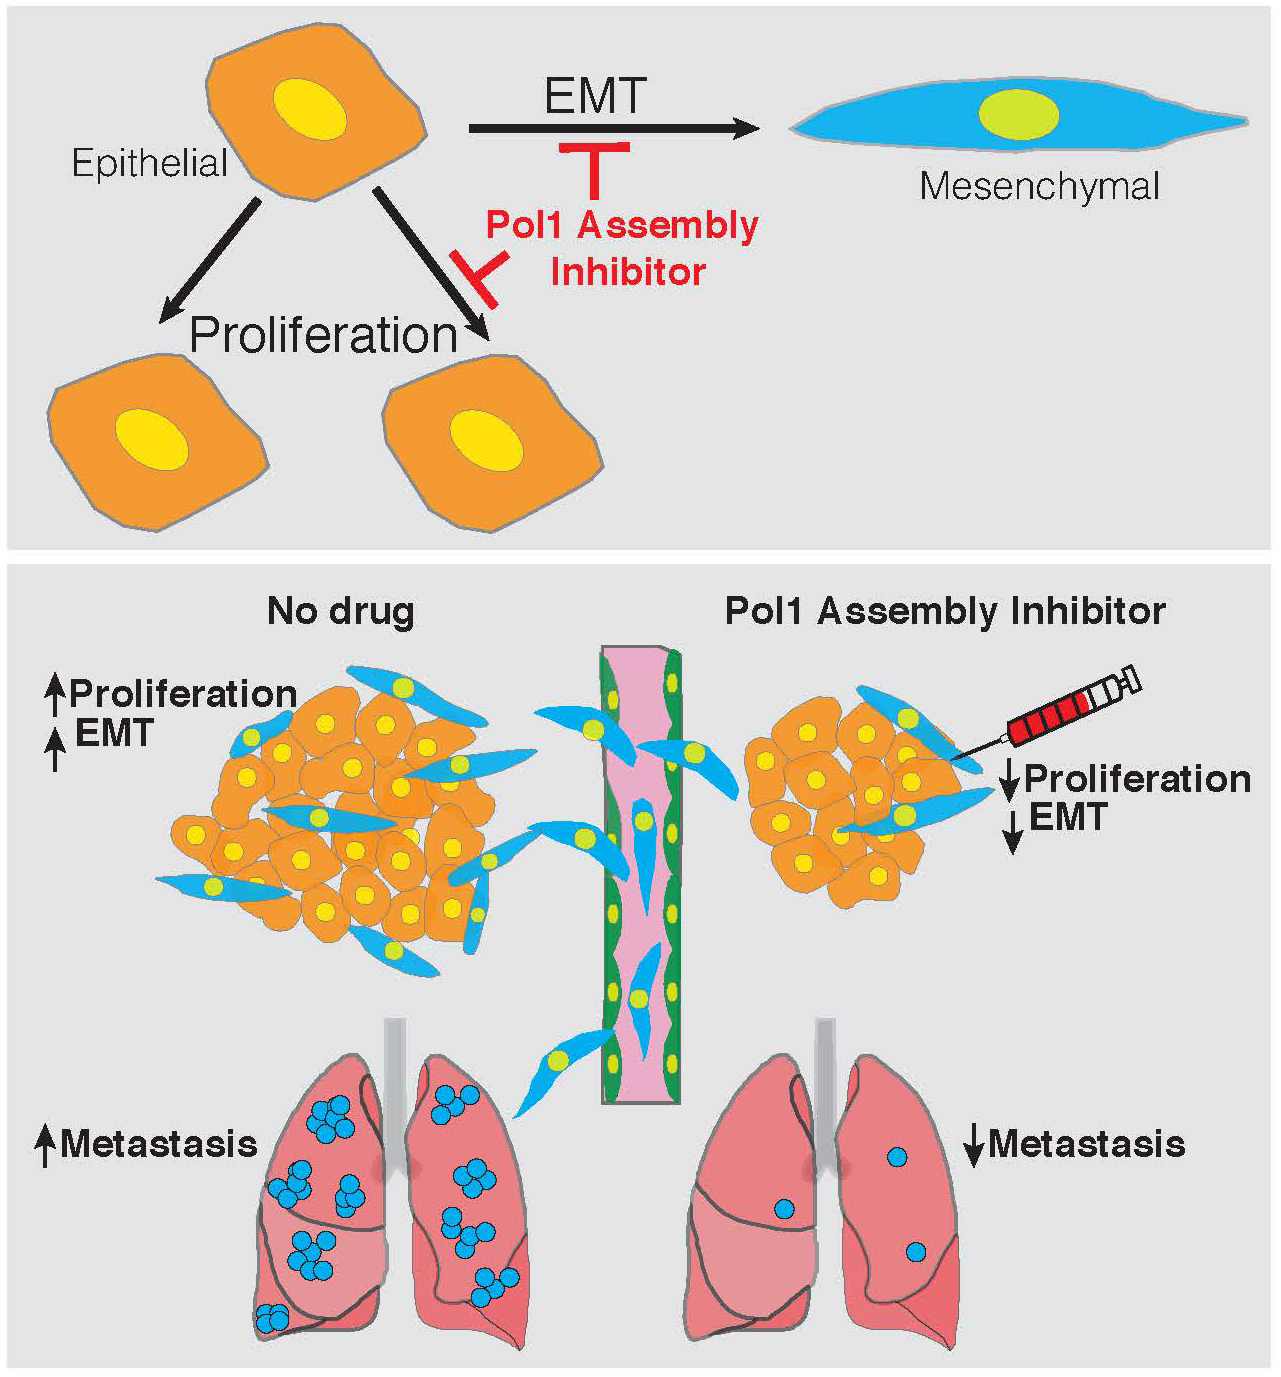 EMT
Epithelial
Mesenchymal
Pol1 Assembly
Inhibitor
Proliferation
No drug
Pol1 Assembly Inhibitor
Proliferation
EMT
Proliferation
EMT
Metastasis
Metastasis